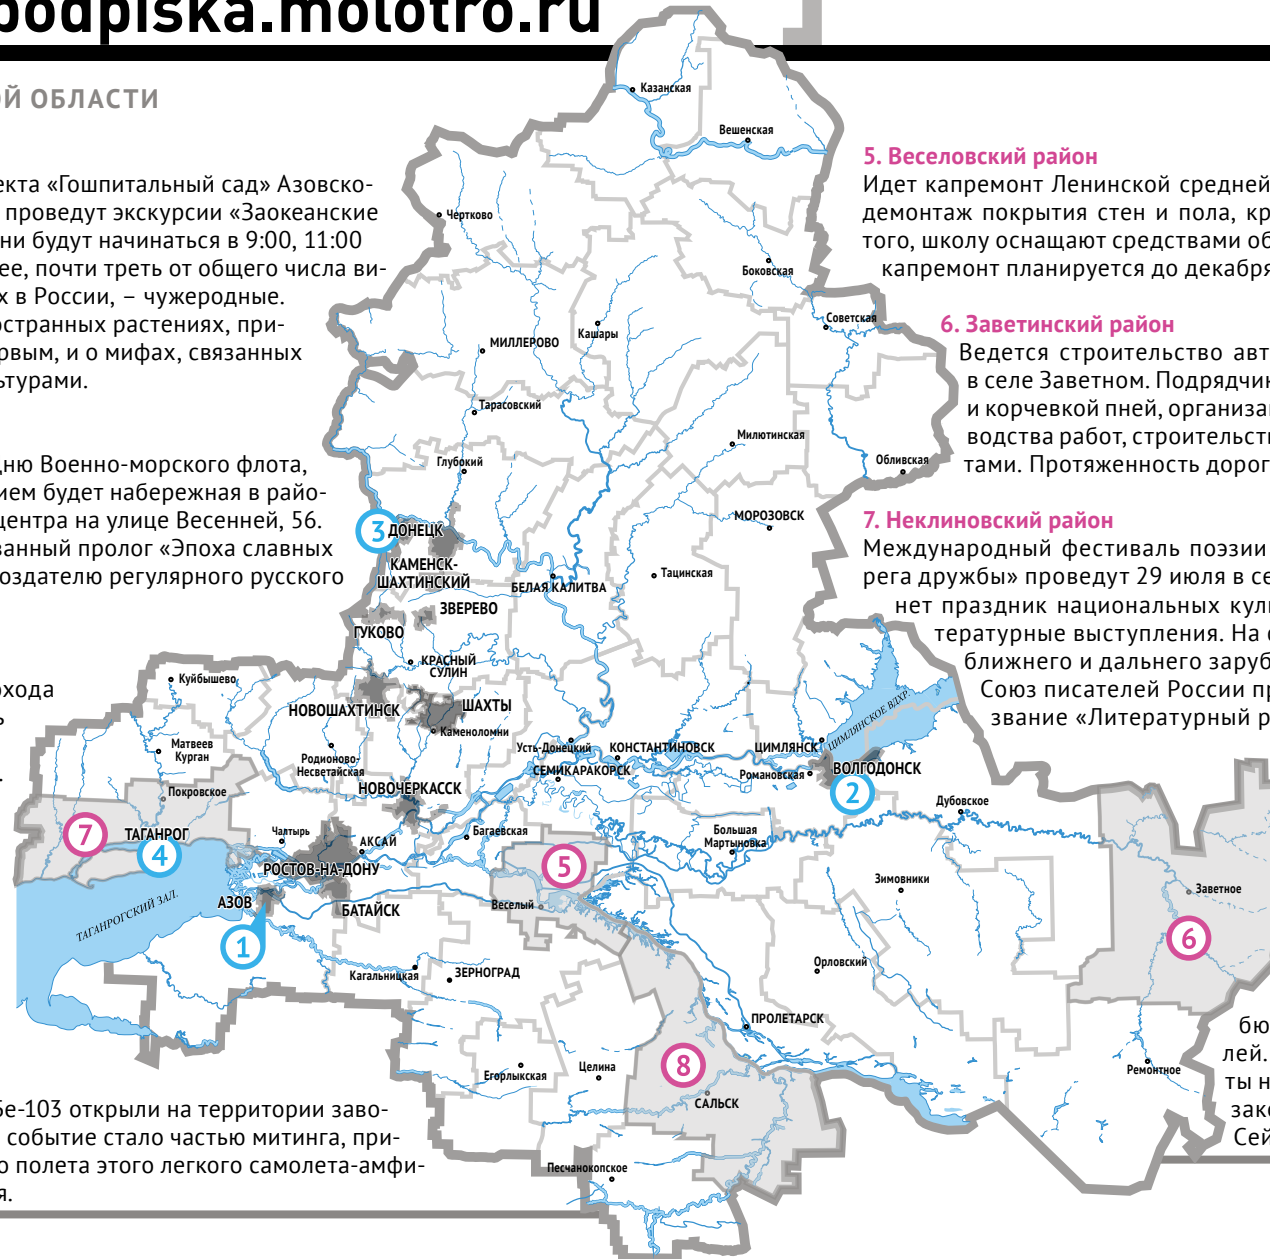 podpiska.molotro.ru
ОЙ ОБЛАСТИ
екта «Гошпитальный сад» Азовско-
проведут экскурсии «Заокеанские
ни будут начинаться в 9:00, 11:00
ее, почти треть от общего числа ви-
х в России, – чужеродные.
остранных растениях, при-
рвым, и о мифах, связанных
ьтурами.
дню Военно-морского флота,
ием будет набережная в райо-
центра на улице Весенней, 56.
ванный пролог «Эпоха славных
оздателю регулярного русского
охода
ь
.
Бе-103 открыли на территории заво-
событие стало частью митинга, при-
о полета этого легкого самолета-амфи-
я.
5. Веселовский район
Идет капремонт Ленинской средней
демонтаж покрытия стен и пола, кр
того, школу оснащают средствами об
капремонт планируется до декабря
6. Заветинский район
Ведется строительство авт
в селе Заветном. Подрядчик
и корчевкой пней, организа
водства работ, строительст
тами. Протяженность дорог
7. Неклиновский район
Международный фестиваль поэзии
рега дружбы» проведут 29 июля в се
нет праздник национальных куль
тературные выступления. На
ближнего и дальнего заруб
Союз писателей России пр
звание «Литературный р
бю
лей.
ты н
зако
Сей
Казанская
Вешенская
Чертково
Боковская
Советская
Кашары
МИЛЛЕРОВО
Тарасовский
Милютинская
Обливская
Глубокий
МОРОЗОВСК
3
ДОНЕЦК
КАМЕНСК-
ШАХТИНСКИЙ
Тацинская
БЕЛАЯ КАЛИТВА
ЗВЕРЕВО
ГУКОВО
КРАСНЫЙ
СУЛИН
Куйбышево
НОВОШАХТИНСК
ШАХТЫ
Каменоломни
ЦИМЛЯНСКОЕ ВДХР.
Матвеев
Курган
Родионово-
Несветайская
Усть-Донецкий
КОНСТАНТИНОВСК
ЦИМЛЯНСК
СЕМИКАРАКОРСК
Романовская
ВОЛГОДОНСК
2
Покровское
НОВОЧЕРКАССК
Дубовское
7
ТАГАНРОГ
4
Чалтырь
АКСАЙ
Багаевская
Большая
Мартыновка
РОСТОВ-НА-ДОНУ
5
Зимовники
Заветное
АЗОВ
БАТАЙСК
Веселый
ТАГАНРОГСКИЙ ЗАЛ.
1
6
Кагальницкая
ЗЕРНОГРАД
Орловский
ПРОЛЕТАРСК
8
Егорлыкская
Целина
Ремонтное
САЛЬСК
Песчанокопское